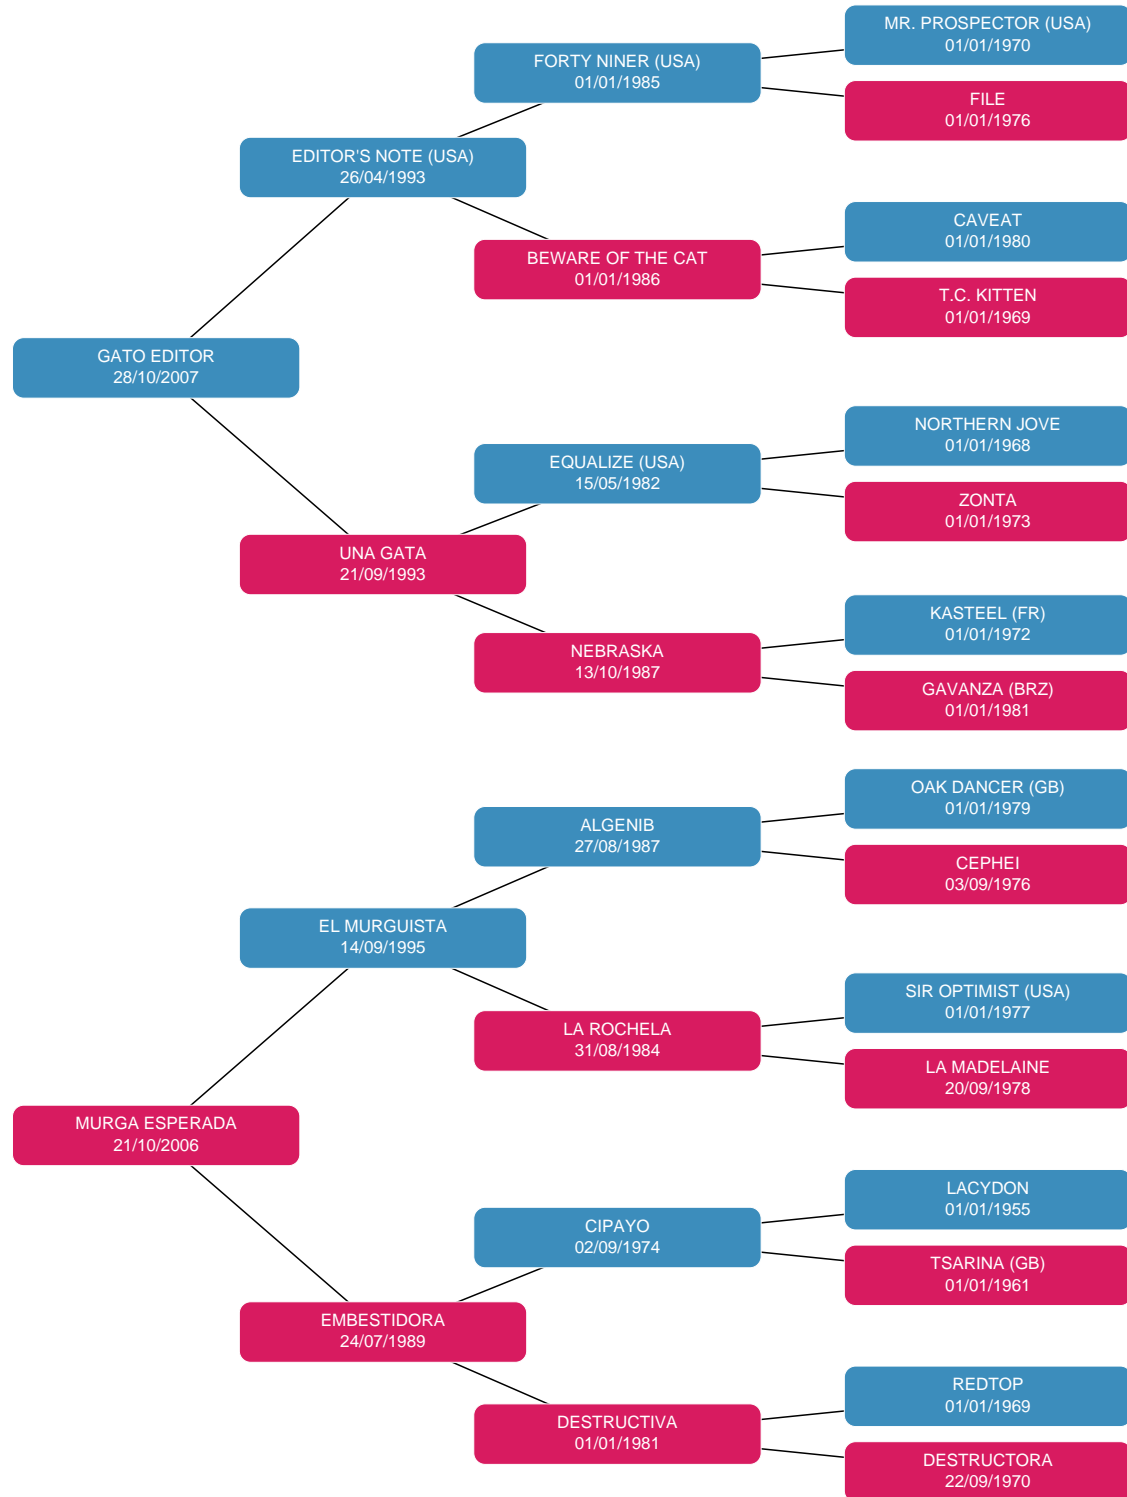 MR. PROSPECTOR (USA)
01/01/1970
FORTY NINER (USA)
01/01/1985
FILE
01/01/1976
EDITOR'S NOTE (USA)
26/04/1993
CAVEAT
01/01/1980
BEWARE OF THE CAT
01/01/1986
T.C. KITTEN
01/01/1969
GATO EDITOR
28/10/2007
NORTHERN JOVE
01/01/1968
EQUALIZE (USA)
15/05/1982
ZONTA
01/01/1973
UNA GATA
21/09/1993
KASTEEL (FR)
01/01/1972
NEBRASKA
13/10/1987
GAVANZA (BRZ)
01/01/1981
OAK DANCER (GB)
01/01/1979
ALGENIB
27/08/1987
CEPHEI
03/09/1976
EL MURGUISTA
14/09/1995
SIR OPTIMIST (USA)
01/01/1977
LA ROCHELA
31/08/1984
LA MADELAINE
20/09/1978
MURGA ESPERADA
21/10/2006
LACYDON
01/01/1955
CIPAYO
02/09/1974
TSARINA (GB)
01/01/1961
EMBESTIDORA
24/07/1989
REDTOP
01/01/1969
DESTRUCTIVA
01/01/1981
DESTRUCTORA
22/09/1970